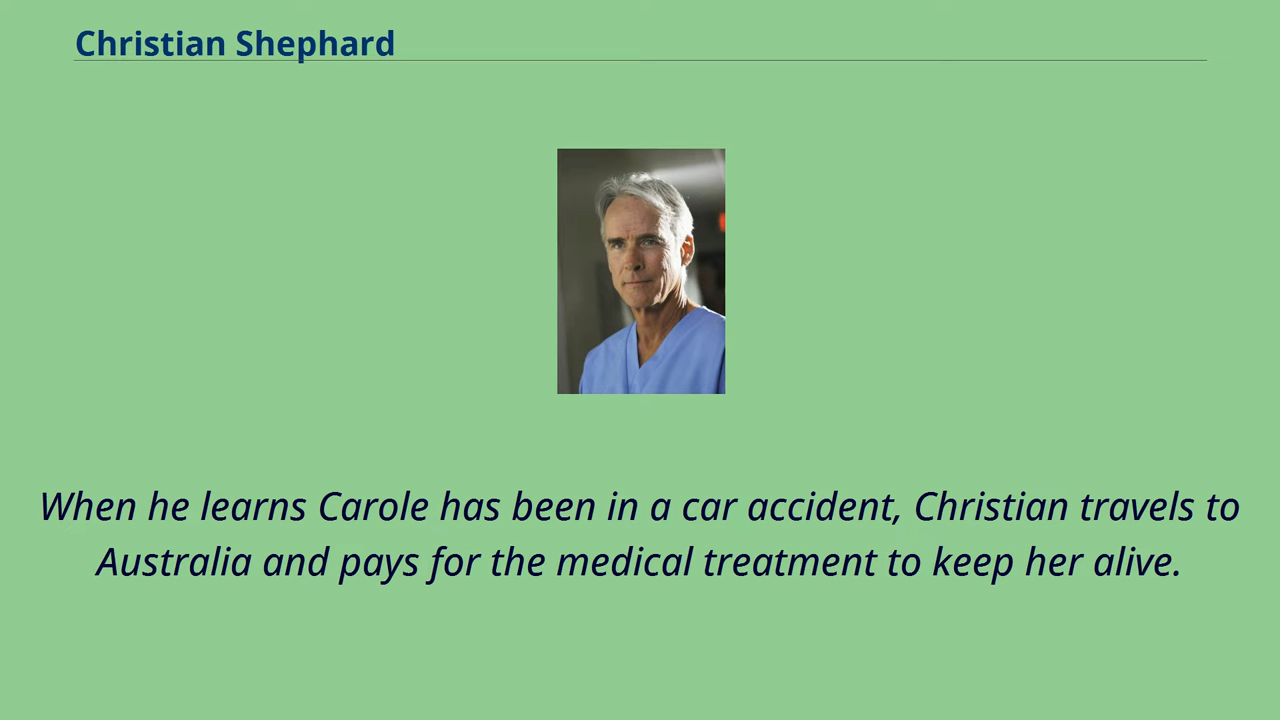 Christian Shephard
When he learns Carole has been in a car accident, Christian travels to
Australia and pays for the medical treatment to keep her alive.